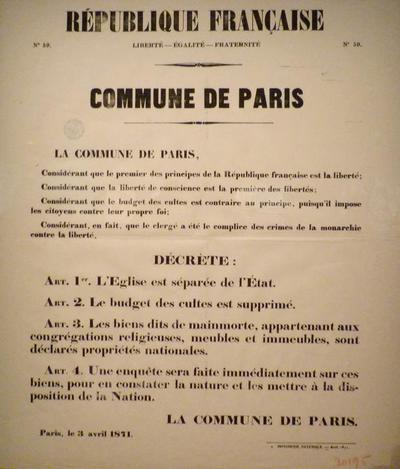 RÉPUBLIQUE FRANÇAISE
N° 59. LIBERTÉ — ÉGALITÉ — FRATERNITÉ N° 59.
COMMUNE DE PARIS
LA COMMUNE DE PARIS,
Considérant que le premier des principes de la République française est la liberté;
Considérant que la liberté de conscience est la première des libertés;
Considérant que le budget des cultes est contraire au principe, puisqu'il impose
les citoyens contre leur propre foi;
Considérant, en fait, que le clergé a été le complice des crimes de la monarchie
contre la liberté,
DÉCRÈTE :
ART. 1er. L'Eglise est séparée de l'État.
ART. 2. Le budget des cultes est supprimé.
ART. 3. Les biens dits de mainmorte, appartenant aux
congrégations religieuses, meubles et immeubles, sont
déclarés propriétés nationales.
ART. 4. Une enquête sera faite immédiatement sur ces
biens, pour en constater la nature et les mettre à la dis-
position de la Nation.
LA COMMUNE DE PARIS.
Paris, le 3 avril 1871.
IMPRIMERIE NATIONALE